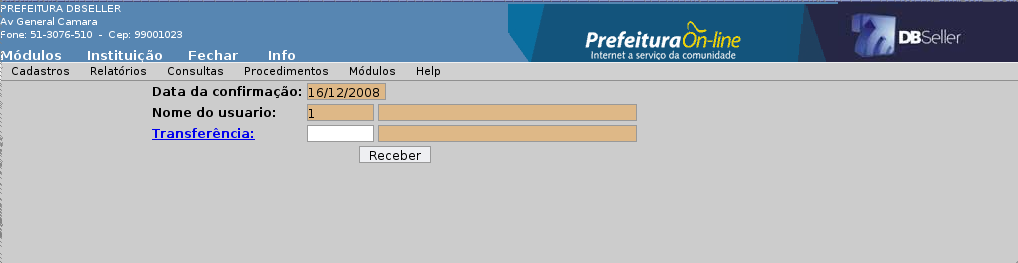 PREFEITURA DBSELLER
Av General Camara
Fone: 51-3076-510 - Cep: 99001023
Módulos Instituição Fechar Info
Prefeitura On-line
Internet a serviço da comunidade
DBSeller
Cadastros Relatórios Consultas Procedimentos Módulos Help
Data da confirmação: 16/12/2008
Nome do usuario: 1
Transferência:
Receber